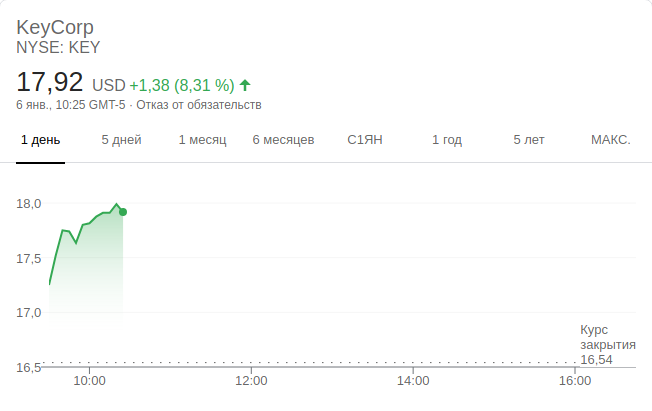 KeyCorp
NYSE: KEY
17,92 USD +1,38 (8,31 %)
6 янв., 10:25 GMT-5 · Отказ от обязательств
1 день 5 дней 1 месяц 6 месяцев С1ЯН 1 год 5 лет МАКС.
18,0
17,5
17,0
Курс
закрытия
16,54
16,5
10:00 12:00 14:00 16:00